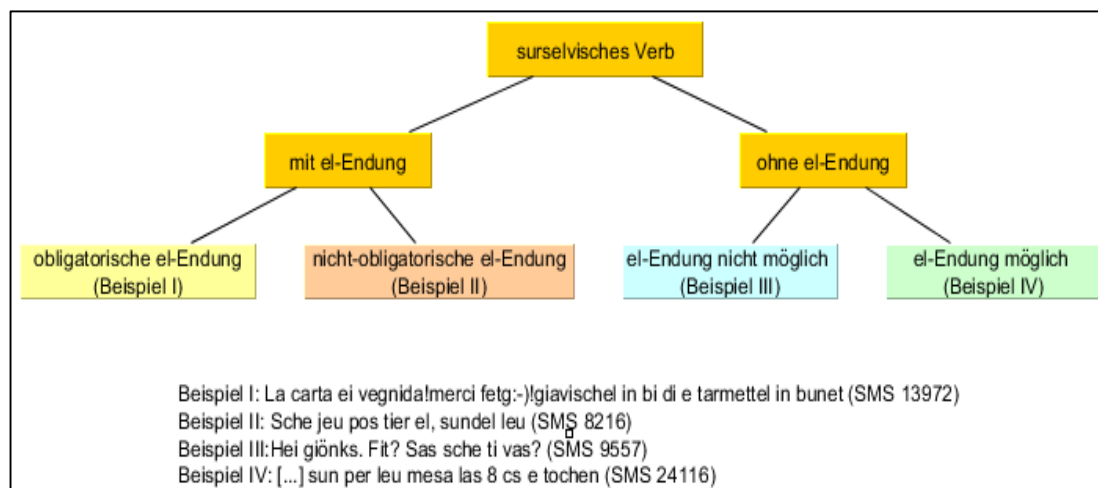 surselvisches Verb
mit el-Endung
ohne el-Endung
obligatorische el-Endung
(Beispiel I)
nicht-obligatorische el-Endung
(Beispiel II)
el-Endung nicht möglich
(Beispiel III)
el-Endung möglich
(Beispiel IV)
Beispiel I: La carta ei vegnida!merci fetg:-)!giavischel in bi di e tarmettel in bunet (SMS 13972)
Beispiel II: Sche jeu pos tier el, sundel leu (SMS 8216)
Beispiel III:Hei giönks. Fit? Sas sche ti vas? (SMS 9557)
Beispiel IV: [...] sun per leu mesa las 8 cs e tochen (SMS 24116)